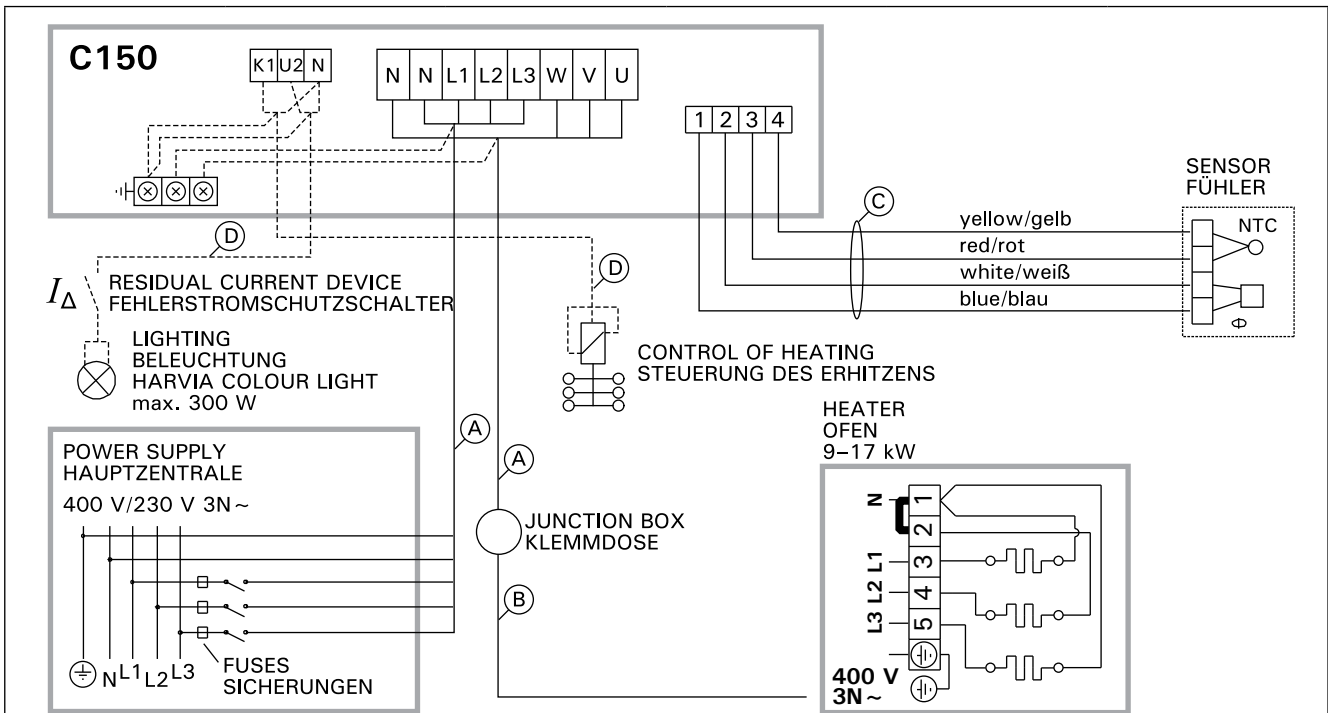 C150
K1 U2 N
N N L1 L2 L3 W V U
1 2 3 4
SENSOR
FÜHLER
NTC
C
yellow/gelb
red/rot
white/weiß
blue/blau
D
I∆ RESIDUAL CURRENT DEVICE
FEHLERSTROMSCHUTZSCHALTER
LIGHTING
BELEUCHTUNG
HARVIA COLOUR LIGHT
max. 300 W
D
CONTROL OF HEATING
STEUERUNG DES ERHITZENS
POWER SUPPLY
HAUPTZENTRALE
400 V/230 V 3N~
N L1 L2 L3
FUSES
SICHERUNGEN
A
A
JUNCTION BOX
KLEMMDOSE
B
HEATER
OFEN
9–17 kW
N 1
2
L1 3
L2 4
L3 5
400 V
3N~